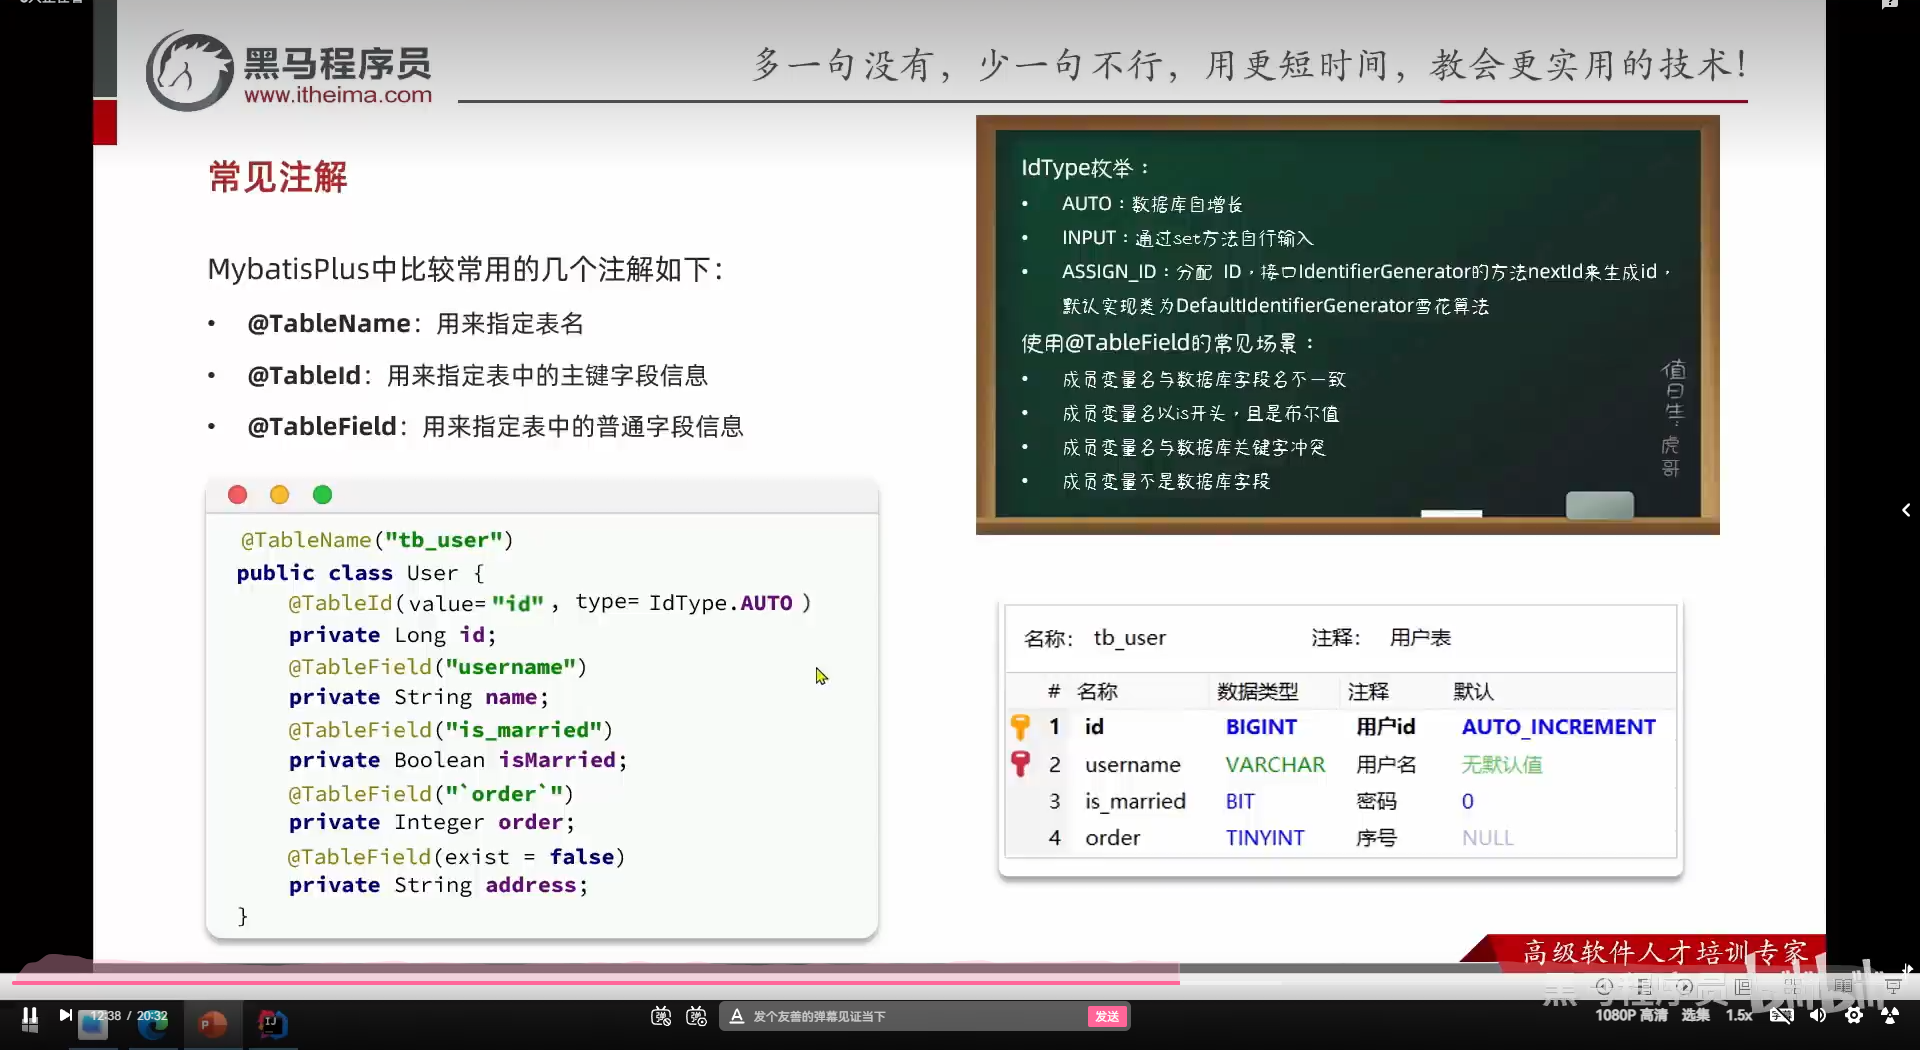 黑马程序员
www.itheima.com
多一句没有，少一句不行，用更短时间，教会更实用的技术！
常见注解
MybatisPlus中比较常用的几个注解如下：
• @TableName：用来指定表名
• @TableId：用来指定表中的主键字段信息
• @TableField：用来指定表中的普通字段信息
@TableName("tb_user")
public class User {
@TableId(value="id", type=IdType.AUTO )
private Long id;
@TableField("username")
private String name;
@TableField("is_married")
private Boolean isMarried;
@TableField("`order`")
private Integer order;
@TableField(exist = false)
private String address;
}
IdType枚举：
• AUTO：数据库自增长
• INPUT：通过set方法自行输入
• ASSIGN_ID：分配 ID，接口IdentifierGenerator的方法nextId来生成id，
默认实现类为DefaultIdentifierGenerator雪花算法
使用@TableField的常见场景：
• 成员变量名与数据库字段名不一致
• 成员变量名以is开头，且是布尔值
• 成员变量名与数据库关键字冲突
• 成员变量不是数据库字段
值日生：虎哥
名称： tb_user 注释： 用户表
# 名称 数据类型 注释 默认
1 id BIGINT 用户id AUTO_INCREMENT
2 username VARCHAR 用户名 无默认值
3 is_married BIT 密码 0
4 order TINYINT 序号 NULL
高级软件人才培训专家
黑马程序员 bilibili
12:38 / 20:32
发个友善的弹幕见证当下
发送
1080P 高清 选集 1.5x